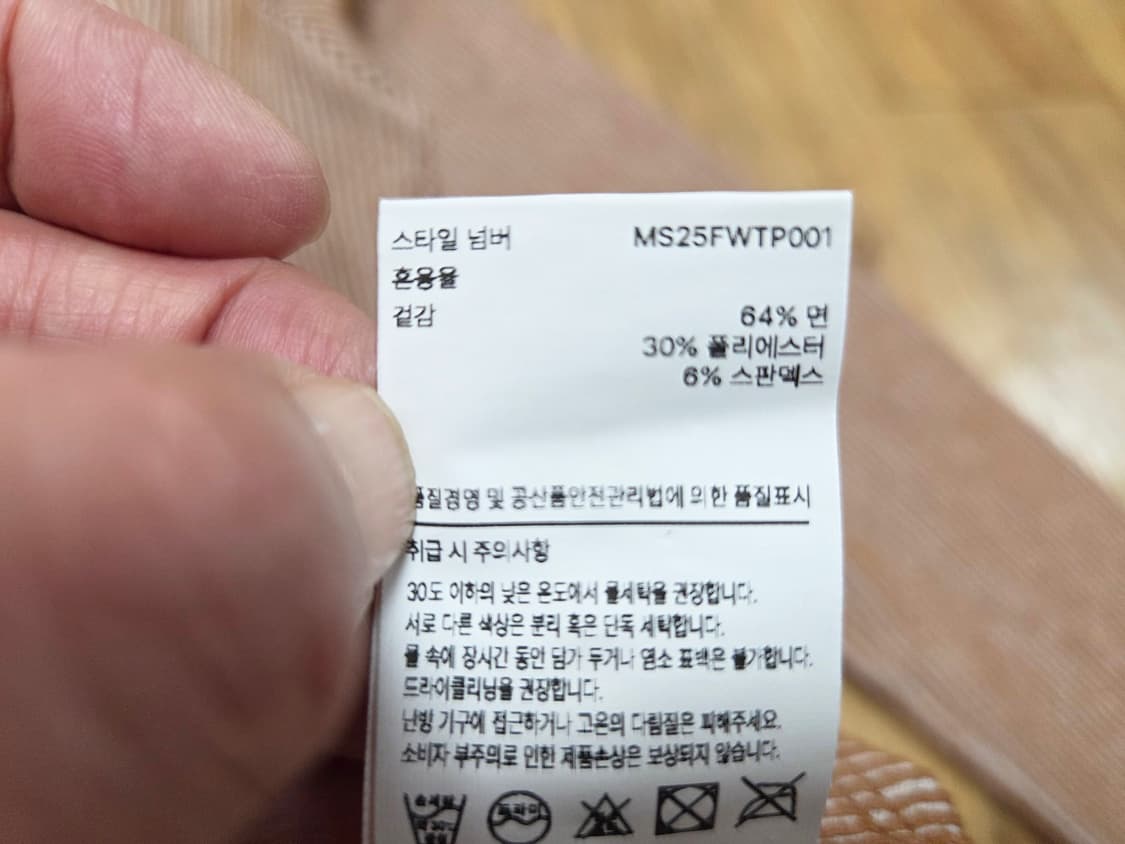 스타일 넘버 MS25FWTP001
혼용율
겉감 64% 면
30% 폴리에스터
6% 스판덱스
품질경영 및 공산품안전관리법에 의한 품질표시
취급 시 주의사항
30도 이하의 낮은 온도에서 물세탁을 권장합니다.
서로 다른 색상은 분리 혹은 단독 세탁합니다.
물 속에 장시간 동안 담가 두거나 염소 표백은 불가합니다.
드라이클리닝을 권장합니다.
난방 기구에 접근하거나 고온의 다림질은 피해주세요.
소비자 부주의로 인한 제품손상은 보상되지 않습니다.
손세탁 드라이
약 30℃